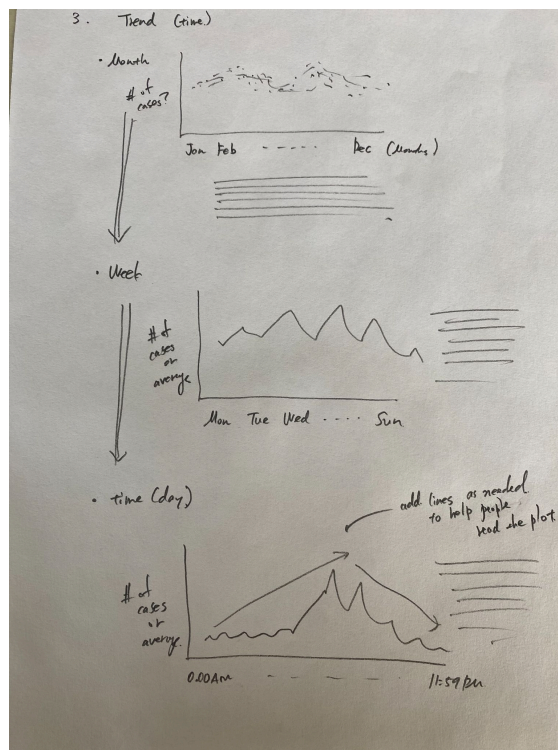 3. Trend (time)
• Month
# of
cases?
Jan Feb ----- Dec (Months)
• Week
# of
cases
or
average
Mon Tue Wed ---- Sun
• time (day)
add lines as needed
to help people
read the plot
# of
cases
or
average
0:00AM - - - - 11:59 PM